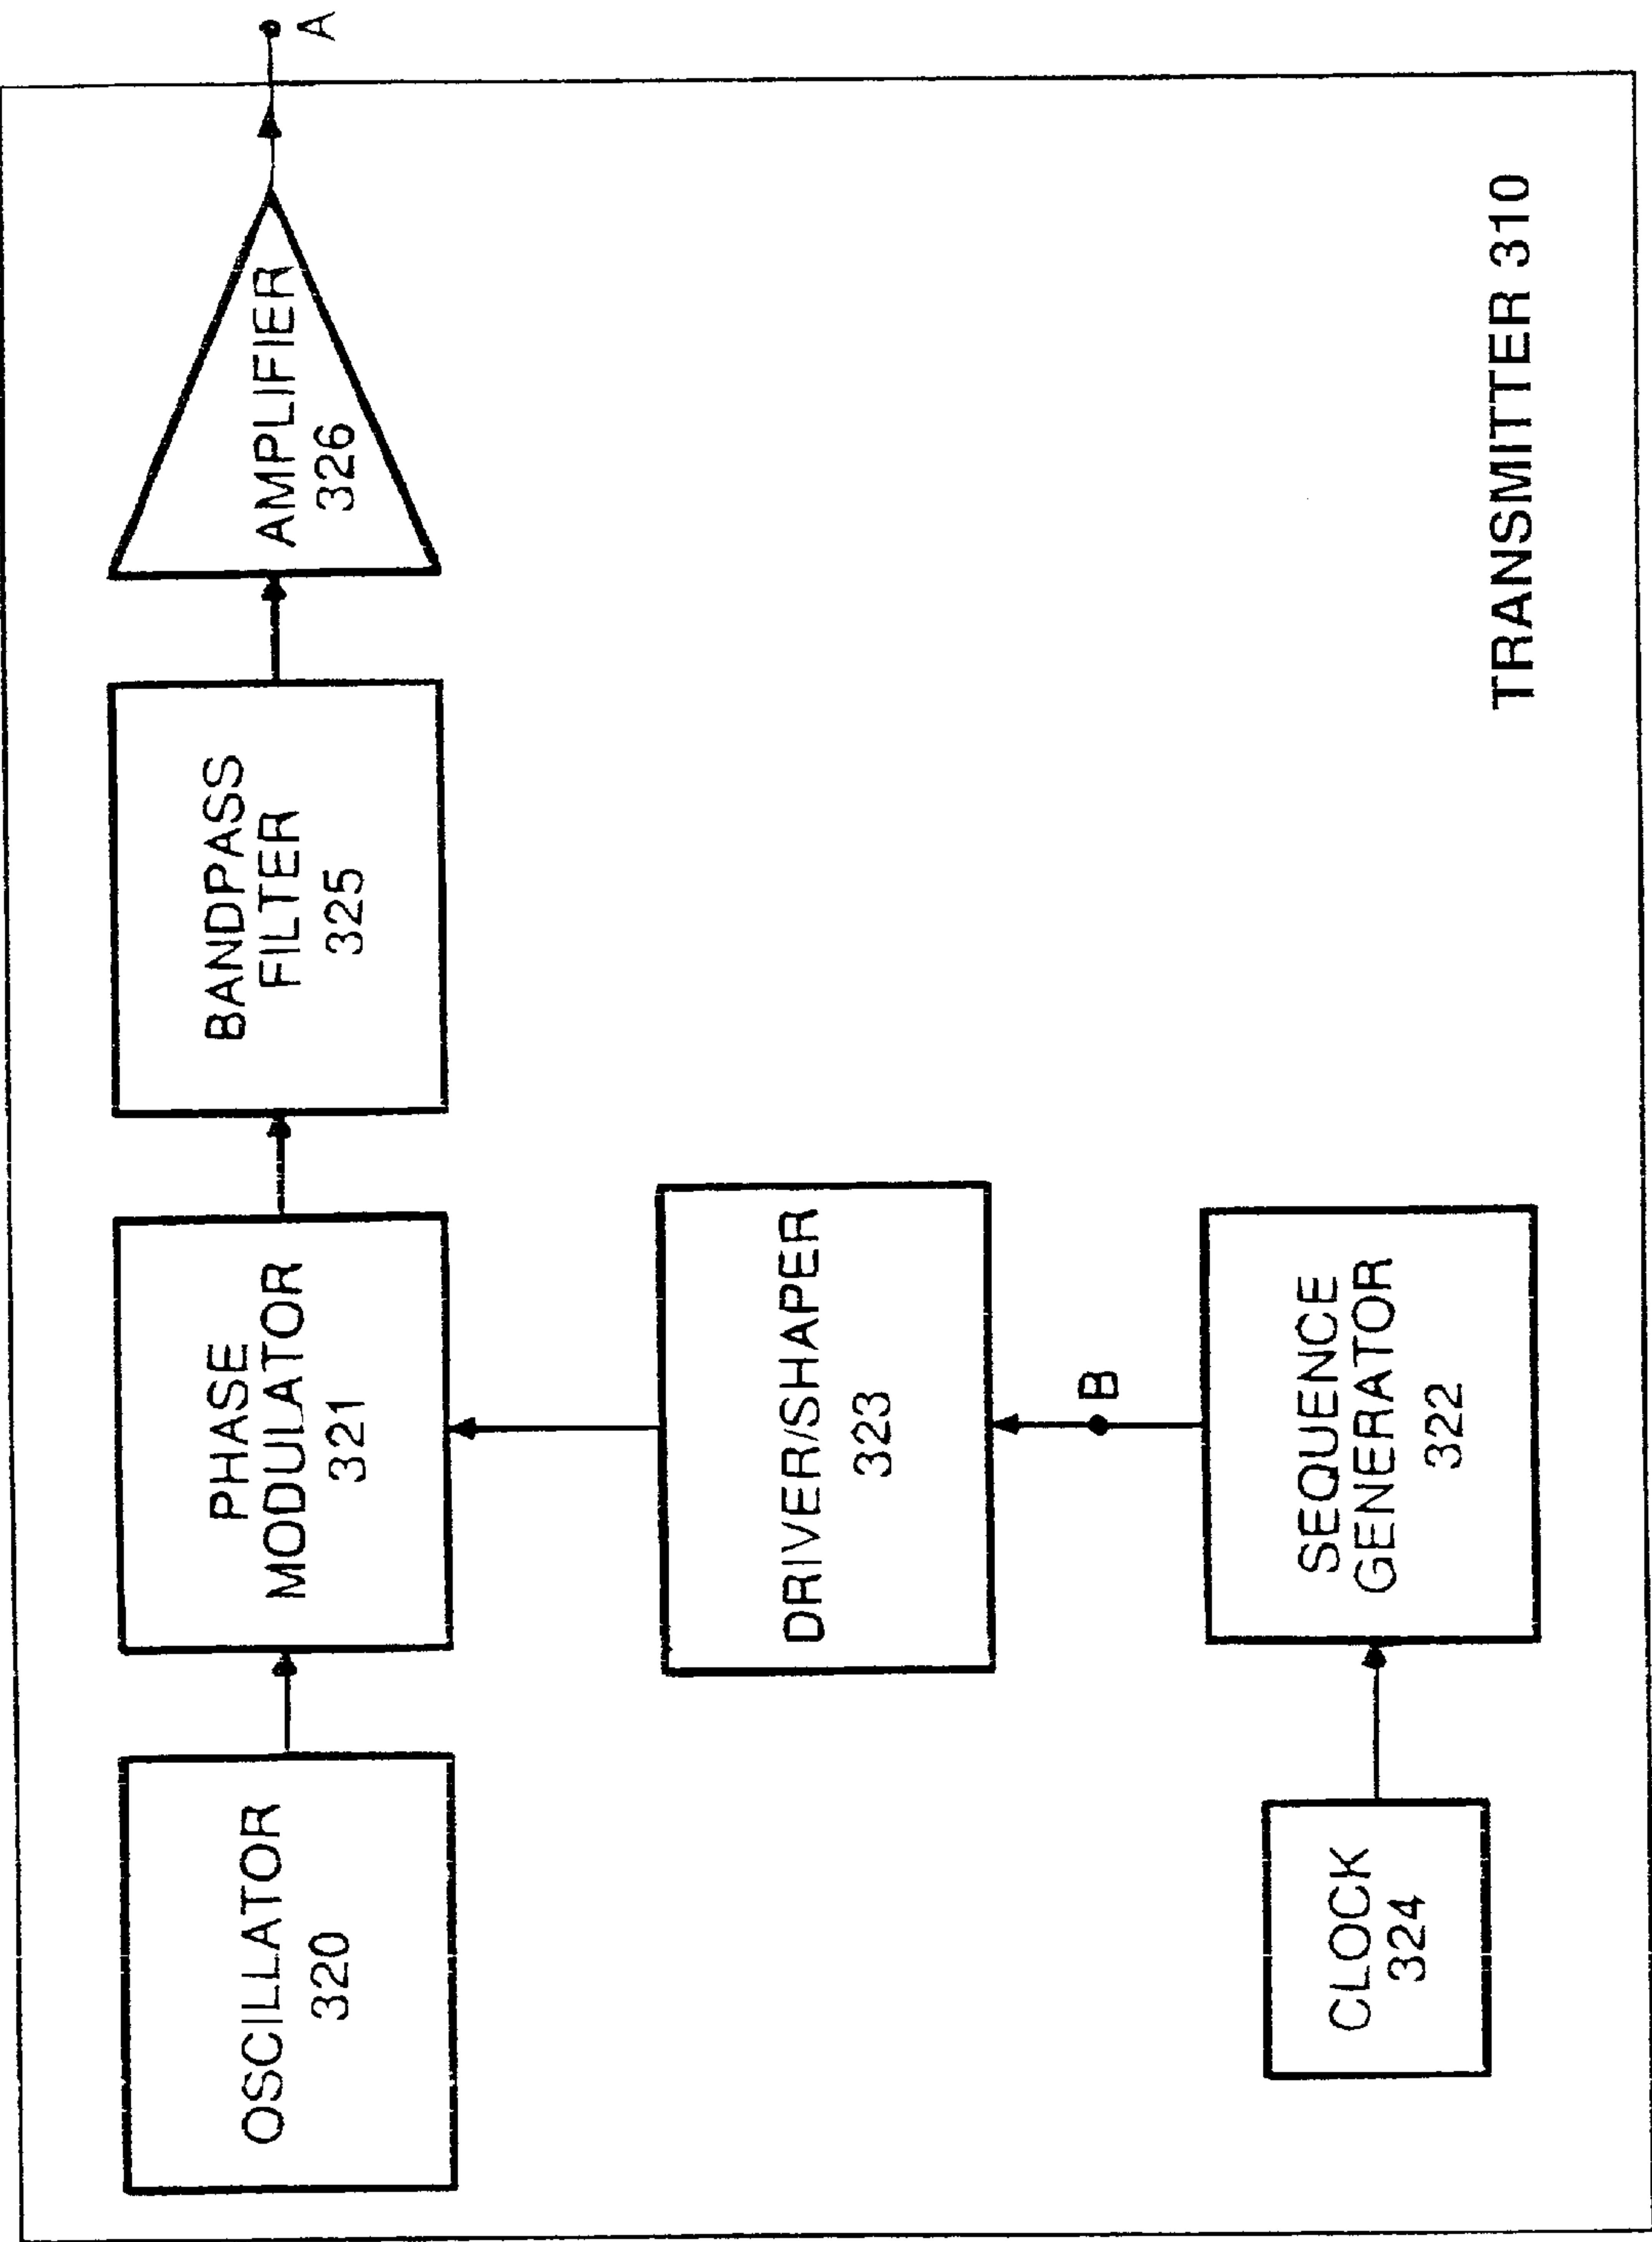 OSCILLATOR
320
PHASE
MODULATOR
321
BANDPASS
FILTER
325
AMPLIFIER
326
A
DRIVER/SHAPER
323
B
CLOCK
324
SEQUENCE
GENERATOR
322
TRANSMITTER 310